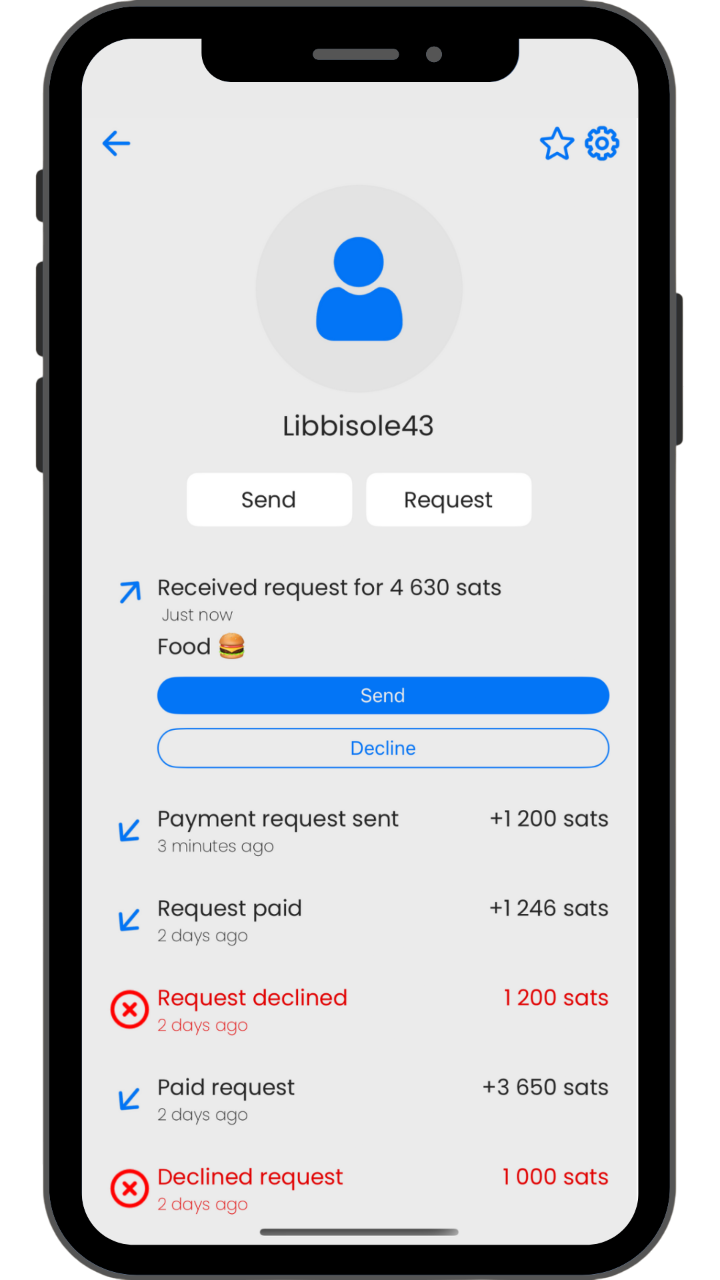 Libbisole43
Send
Request
Received request for 4 630 sats
Just now
Food 🍔
Send
Decline
Payment request sent
+1 200 sats
3 minutes ago
Request paid
+1 246 sats
2 days ago
Request declined
1 200 sats
2 days ago
Paid request
+3 650 sats
2 days ago
Declined request
1 000 sats
2 days ago